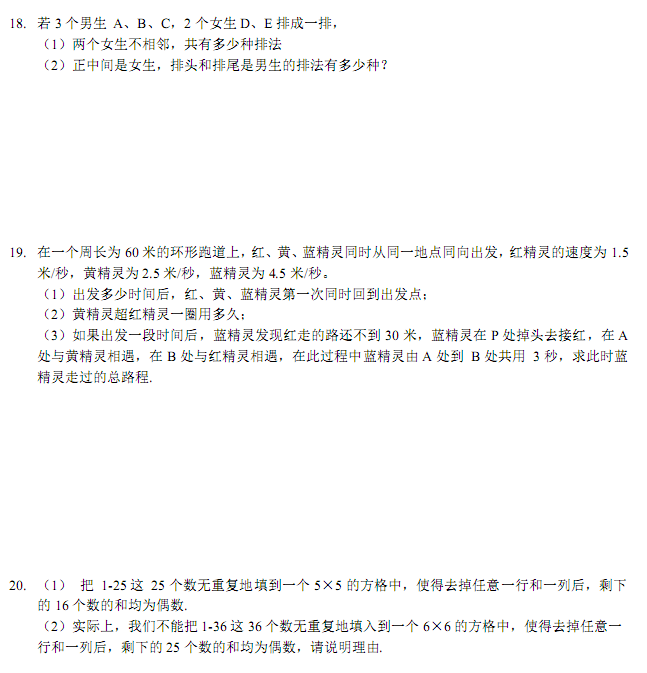 18. 若 3 个男生 A、B、C，2 个女生 D、E 排成一排，
（1）两个女生不相邻，共有多少种排法
（2）正中间是女生，排头和排尾是男生的排法有多少种？
19. 在一个周长为 60 米的环形跑道上，红、黄、蓝精灵同时从同一地点同向出发，红精灵的速度为 1.5
米/秒，黄精灵为 2.5 米/秒，蓝精灵为 4.5 米/秒。
（1）出发多少时间后，红、黄、蓝精灵第一次同时回到出发点；
（2）黄精灵超红精灵一圈用多久；
（3）如果出发一段时间后，蓝精灵发现红走的路还不到 30 米，蓝精灵在 P 处掉头去接红，在 A
处与黄精灵相遇，在 B 处与红精灵相遇，在此过程中蓝精灵由 A 处到 B 处共用 3 秒，求此时蓝
精灵走过的总路程.
20. （1） 把 1-25 这 25 个数无重复地填到一个 5×5 的方格中，使得去掉任意一行和一列后，剩下
的 16 个数的和均为偶数.
（2）实际上，我们不能把 1-36 这 36 个数无重复地填入到一个 6×6 的方格中，使得去掉任意一
行和一列后，剩下的 25 个数的和均为偶数，请说明理由.